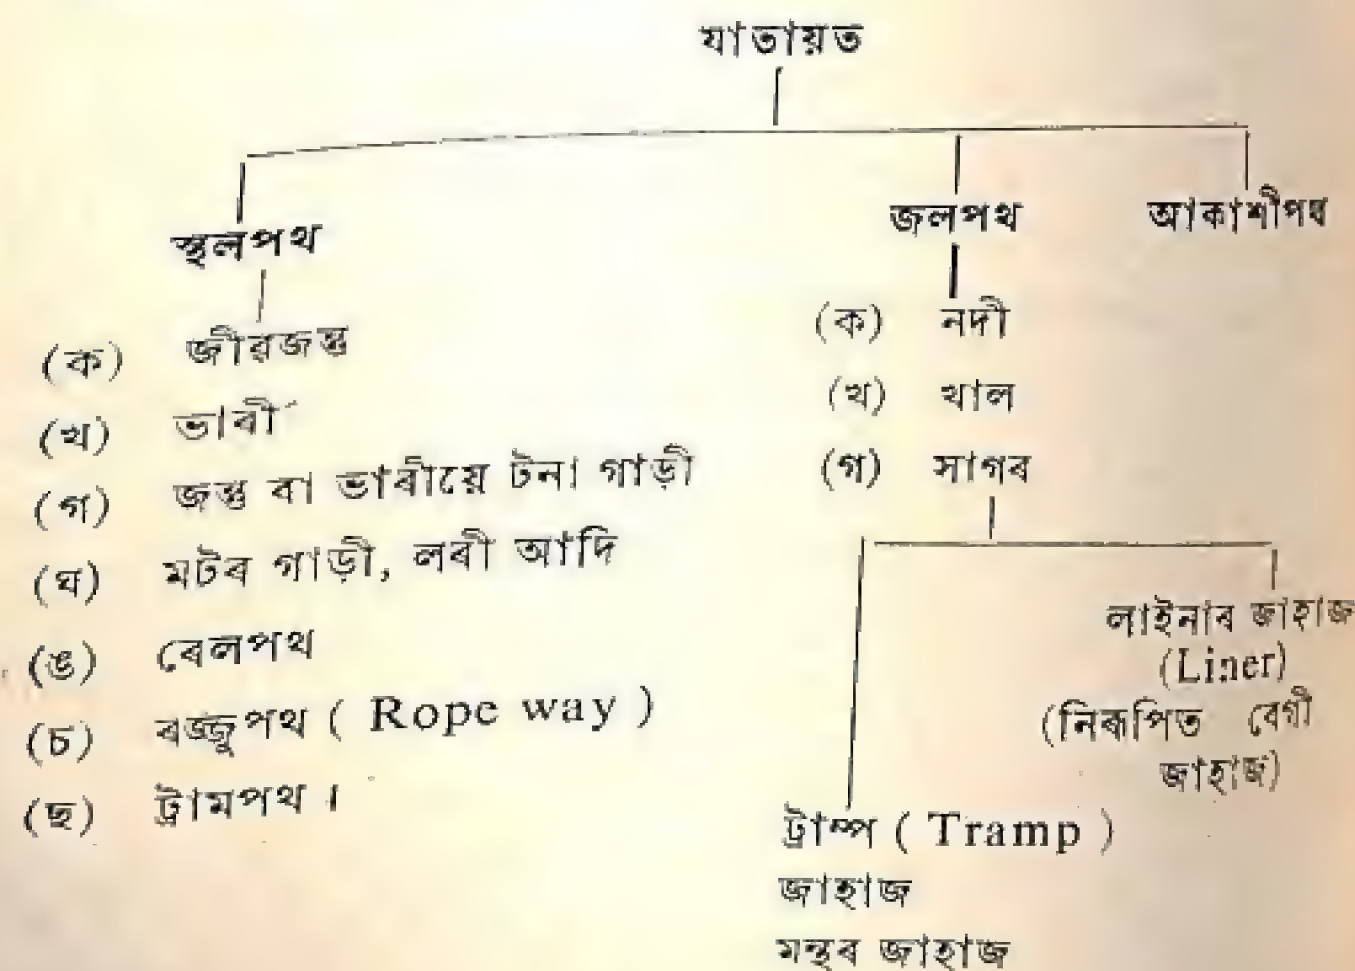 যাতায়ত
স্থলপথ
(ক) জীৱজন্তু
(খ) ভাৰী
(গ) জন্তু বা ভাৰীয়ে টনা গাড়ী
(ঘ) মটৰ গাড়ী, লৰী আদি
(ঙ) ৰেলপথ
(চ) ৰজ্জুপথ ( Rope way )
(ছ) ট্রামপথ ।
জলপথ
(ক) নদী
(খ) খাল
(গ) সাগৰ
ট্রাম্প ( Tramp )
জাহাজ
মন্থৰ জাহাজ
লাইনাৰ জাহাজ
(Liner)
(নিৰূপিত বেগী
জাহাজ)
আকাশীপথ